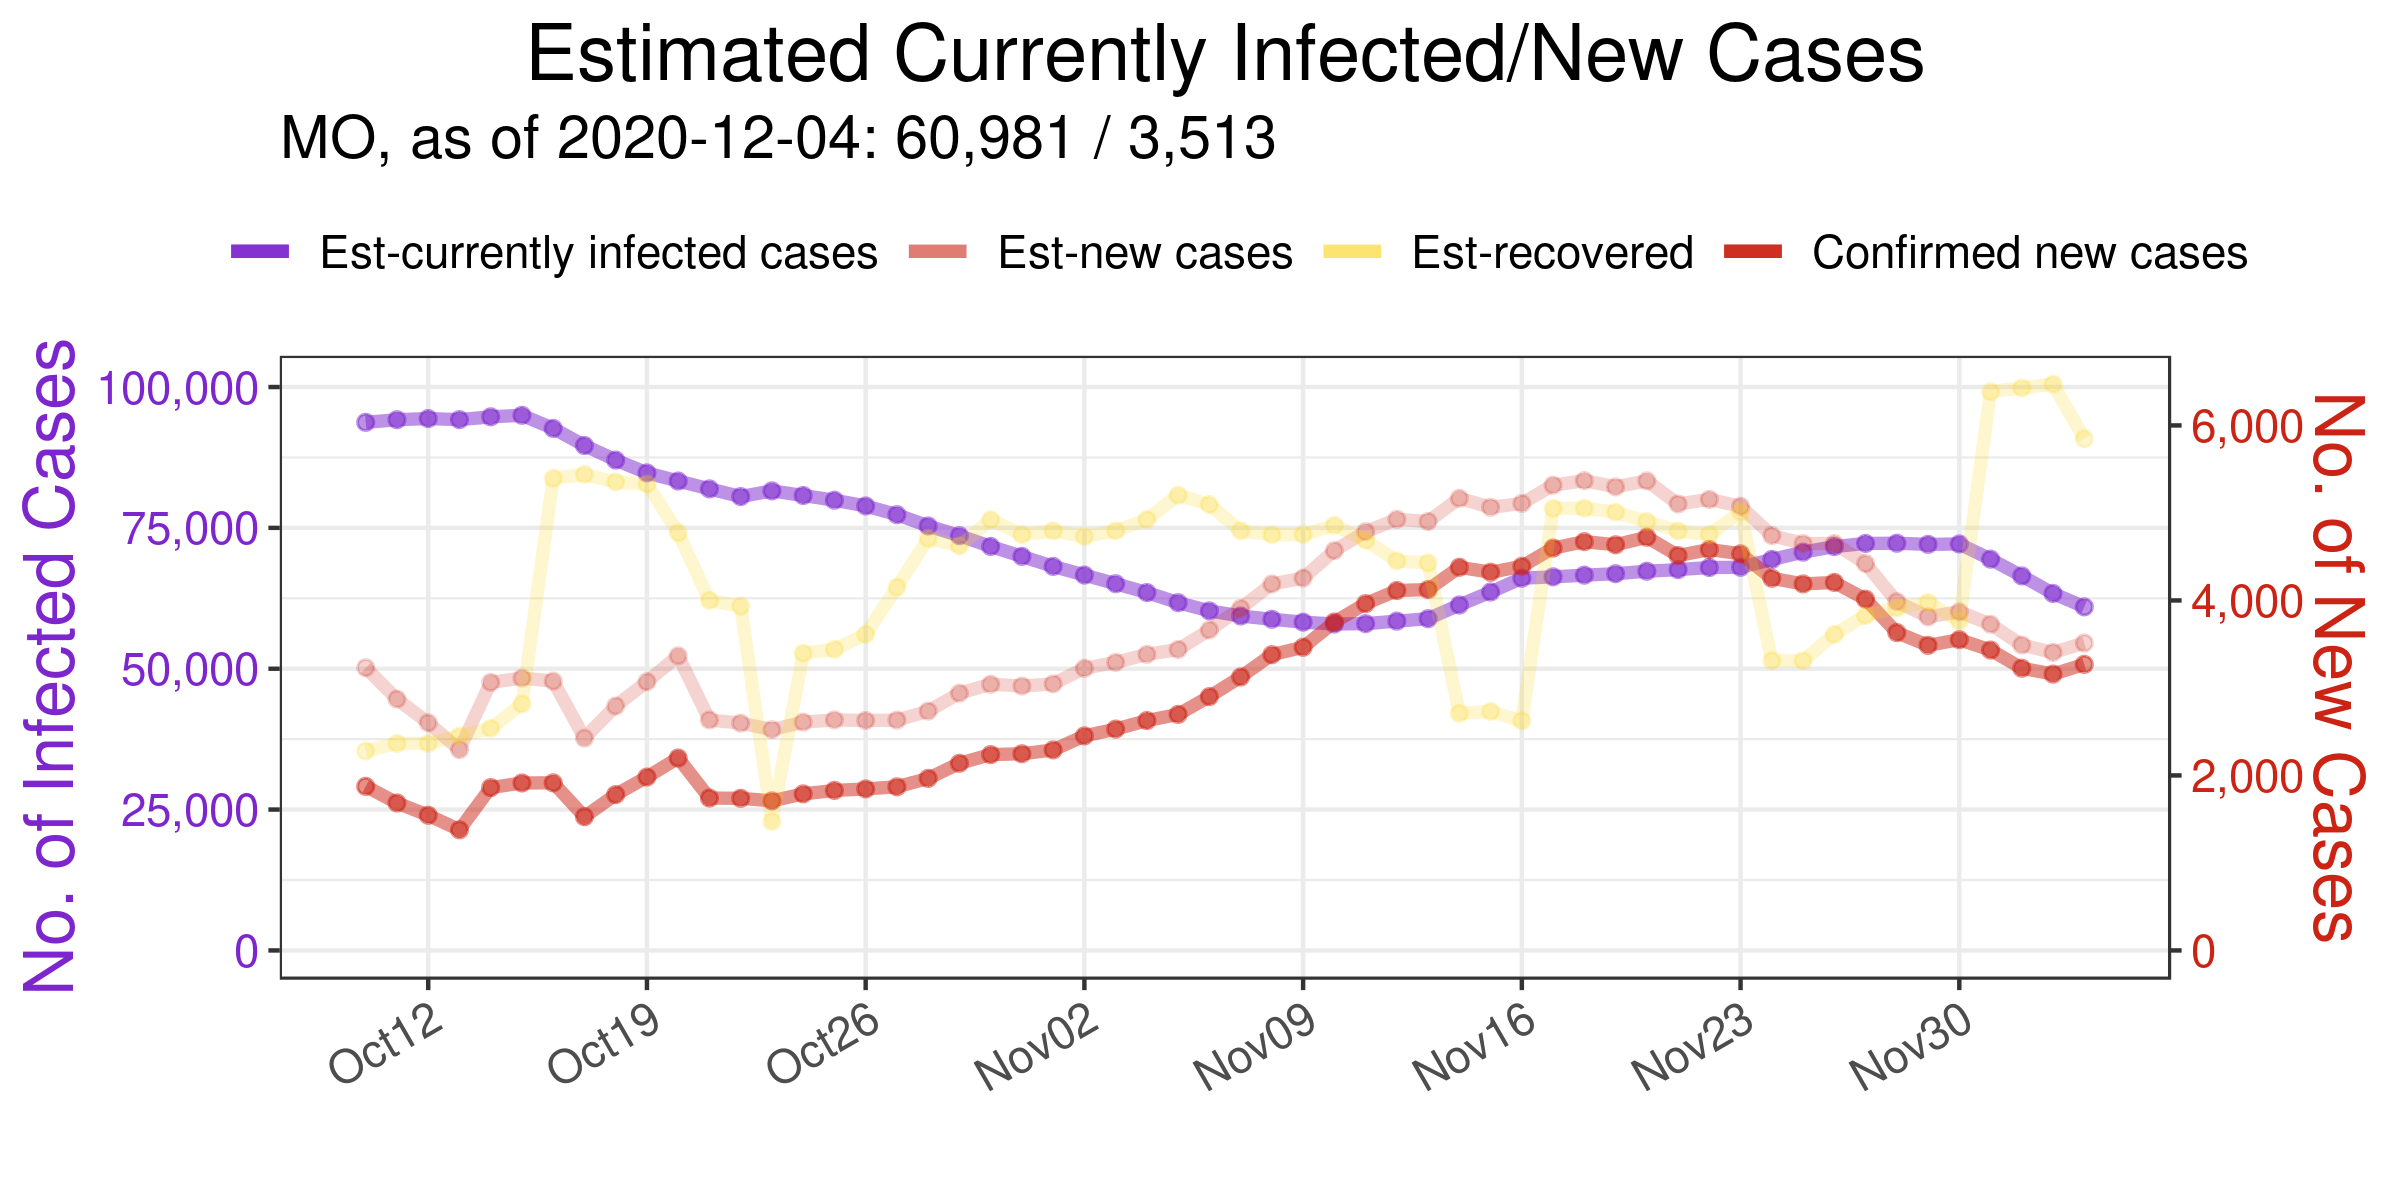 Estimated Currently Infected/New Cases
MO, as of 2020-12-04: 60,981 / 3,513
Est-currently infected cases Est-new cases Est-recovered Confirmed new cases
No. of Infected Cases
100,000
75,000
50,000
25,000
0
6,000
4,000
2,000
0
No. of New Cases
Oct12 Oct19 Oct26 Nov02 Nov09 Nov16 Nov23 Nov30